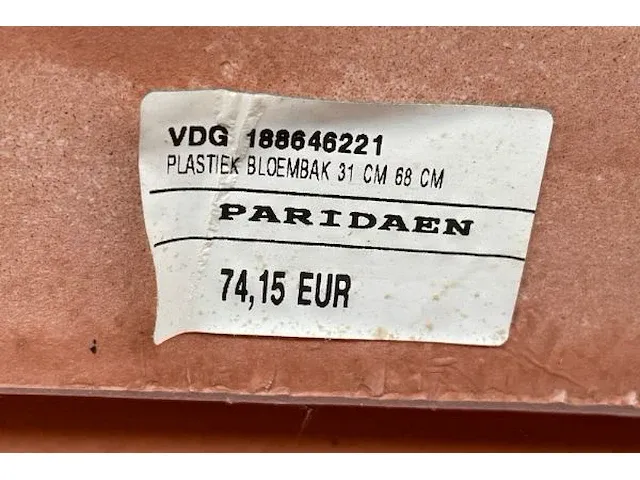 VDG 188646221
PLASTIEK BLOEMBAK 31 CM 68 CM
PARIDAEN
74,15 EUR